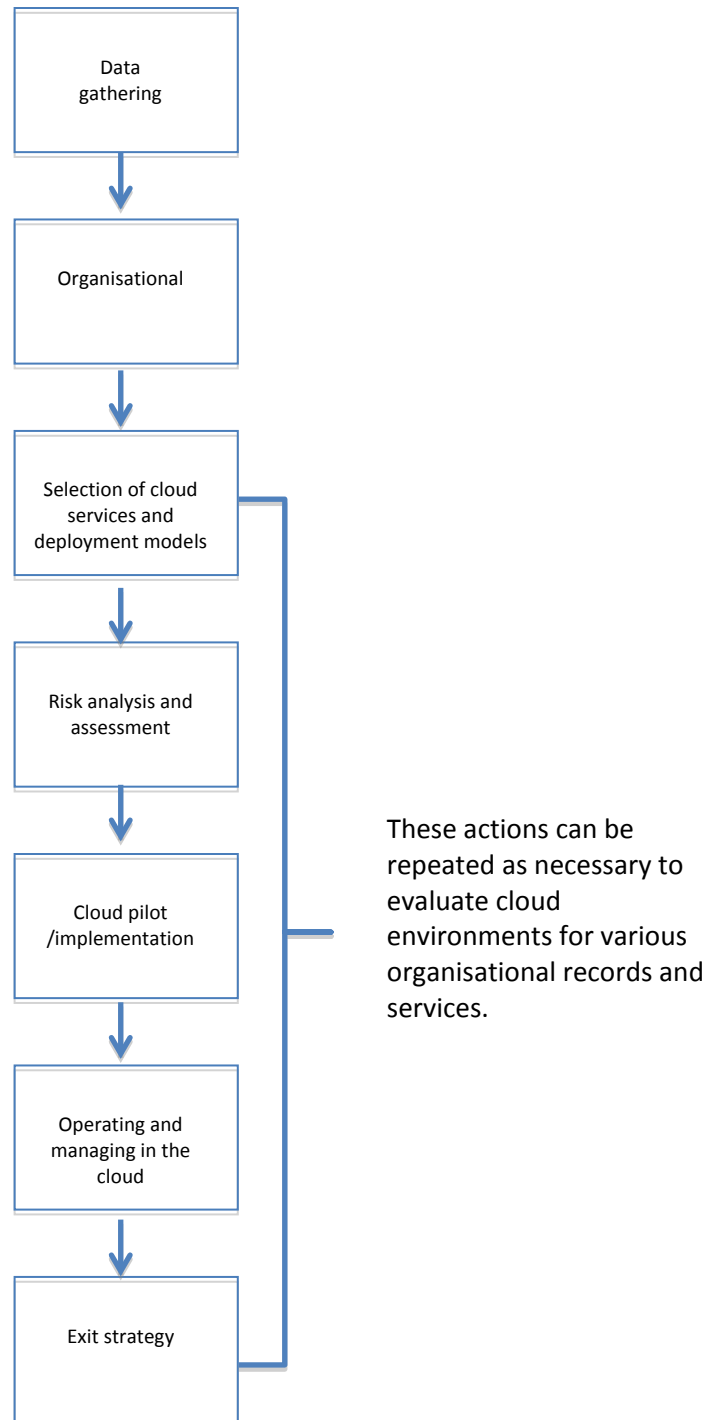 Data
gathering
Organisational
Selection of cloud
services and
deployment models
Risk analysis and
assessment
Cloud pilot
/implementation
These actions can be
repeated as necessary to
evaluate cloud
environments for various
organisational records and
services.
Operating and
managing in the
cloud
Exit strategy